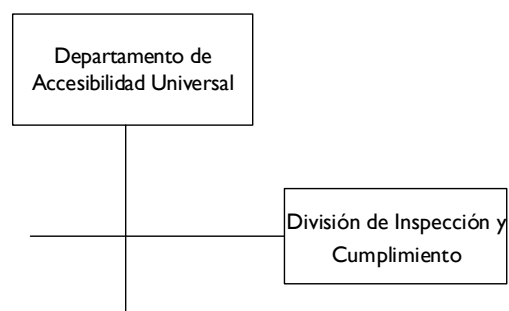 Departamento de
Accesibilidad Universal
División de Inspección y
Cumplimiento